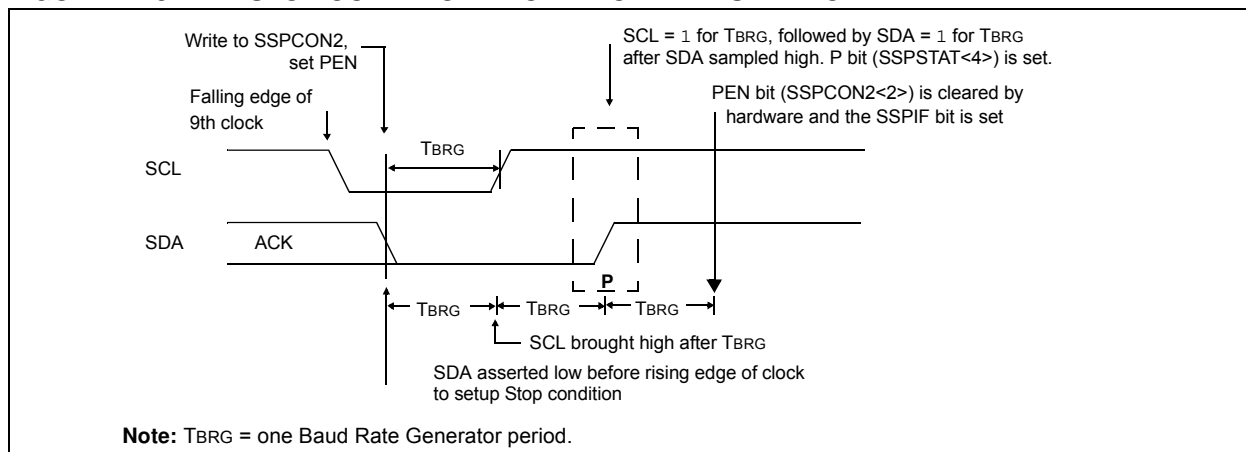 Write to SSPCON2,
set PEN
SCL = 1 for TBRG, followed by SDA = 1 for TBRG
after SDA sampled high. P bit (SSPSTAT<4>) is set.
Falling edge of
9th clock
PEN bit (SSPCON2<2>) is cleared by
hardware and the SSPIF bit is set
TBRG
SCL
SDA
ACK
P
TBRG
TBRG
TBRG
SCL brought high after TBRG
SDA asserted low before rising edge of clock
to setup Stop condition
Note: TBRG = one Baud Rate Generator period.